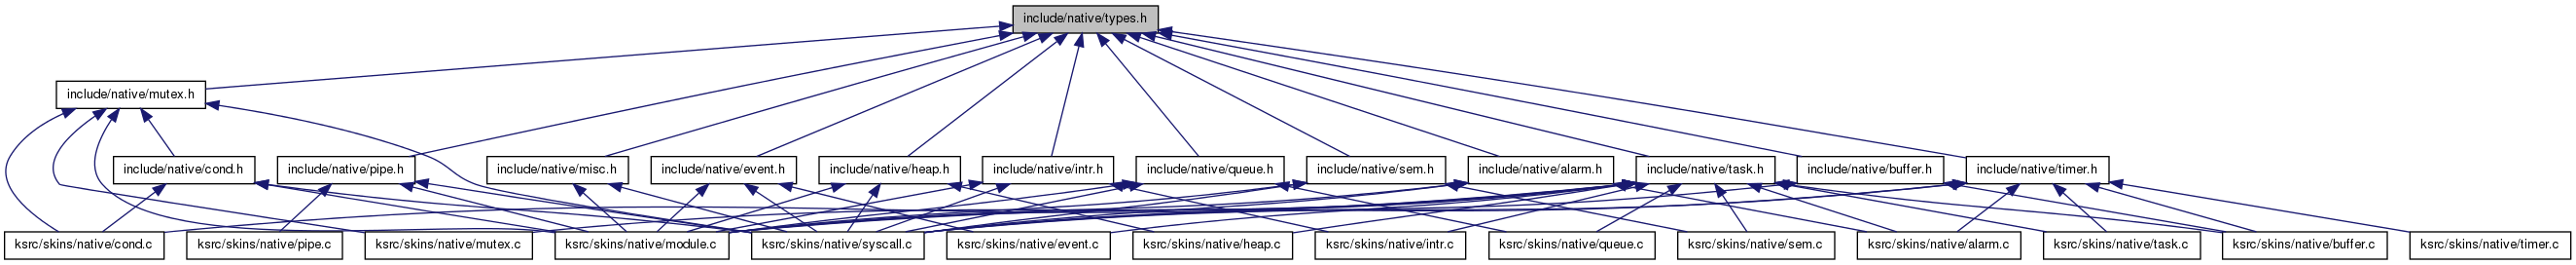 include/native/types.h
include/native/mutex.h
include/native/cond.h
include/native/pipe.h
include/native/misc.h
include/native/event.h
include/native/heap.h
include/native/intr.h
include/native/queue.h
include/native/sem.h
include/native/alarm.h
include/native/task.h
include/native/buffer.h
include/native/timer.h
ksrc/skins/native/cond.c
ksrc/skins/native/pipe.c
ksrc/skins/native/mutex.c
ksrc/skins/native/module.c
ksrc/skins/native/syscall.c
ksrc/skins/native/event.c
ksrc/skins/native/heap.c
ksrc/skins/native/intr.c
ksrc/skins/native/queue.c
ksrc/skins/native/sem.c
ksrc/skins/native/alarm.c
ksrc/skins/native/task.c
ksrc/skins/native/buffer.c
ksrc/skins/native/timer.c